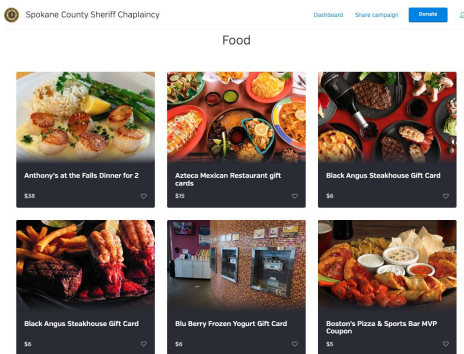 Spokane County Sheriff Chaplaincy
Dashboard
Share campaign
Donate
Food
Anthony's at the Falls Dinner for 2
$38
Azteca Mexican Restaurant gift
cards
$15
Black Angus Steakhouse Gift Card
$6
Black Angus Steakhouse Gift Card
$6
Blu Berry Frozen Yogurt Gift Card
$6
Boston's Pizza & Sports Bar MVP
Coupon
$5